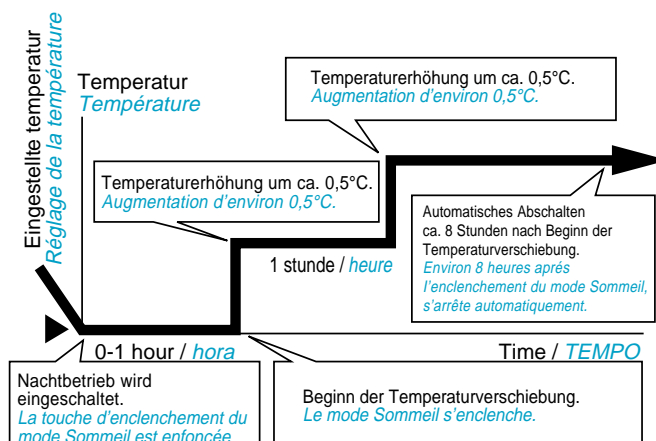 Eingestellte temperatur
Réglage de la température
Temperatur
Température
Temperaturerhöhung um ca. 0,5°C.
Augmentation d'environ 0,5°C.
Temperaturerhöhung um ca. 0,5°C.
Augmentation d'environ 0,5°C.
Automatisches Abschalten
ca. 8 Stunden nach Beginn der
Temperaturverschiebung.
Environ 8 heures aprés
l'enclenchement du mode Sommeil,
s'arrête automatiquement.
1 stunde / heure
0-1 hour / hora
Time / TEMPO
Nachtbetrieb wird
eingeschaltet.
La touche d'enclenchement du
mode Sommeil est enfoncée
Beginn der Temperaturverschiebung.
Le mode Sommeil s'enclenche.